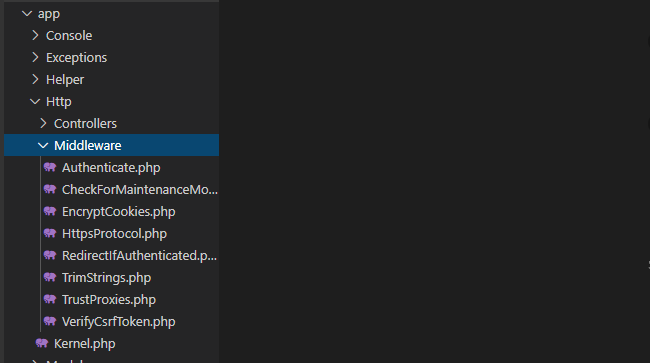 app
Console
Exceptions
Helper
Http
Controllers
Middleware
Authenticate.php
CheckForMaintenanceMo...
EncryptCookies.php
HttpsProtocol.php
RedirectIfAuthenticated.p...
TrimStrings.php
TrustProxies.php
VerifyCsrfToken.php
Kernel.php